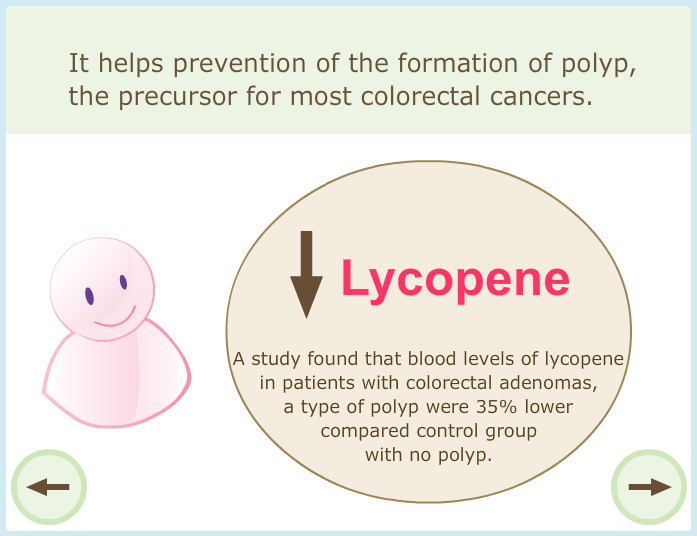 It helps prevention of the formation of polyp,
the precursor for most colorectal cancers.
Lycopene
A study found that blood levels of lycopene
in patients with colorectal adenomas,
a type of polyp were 35% lower
compared control group
with no polyp.